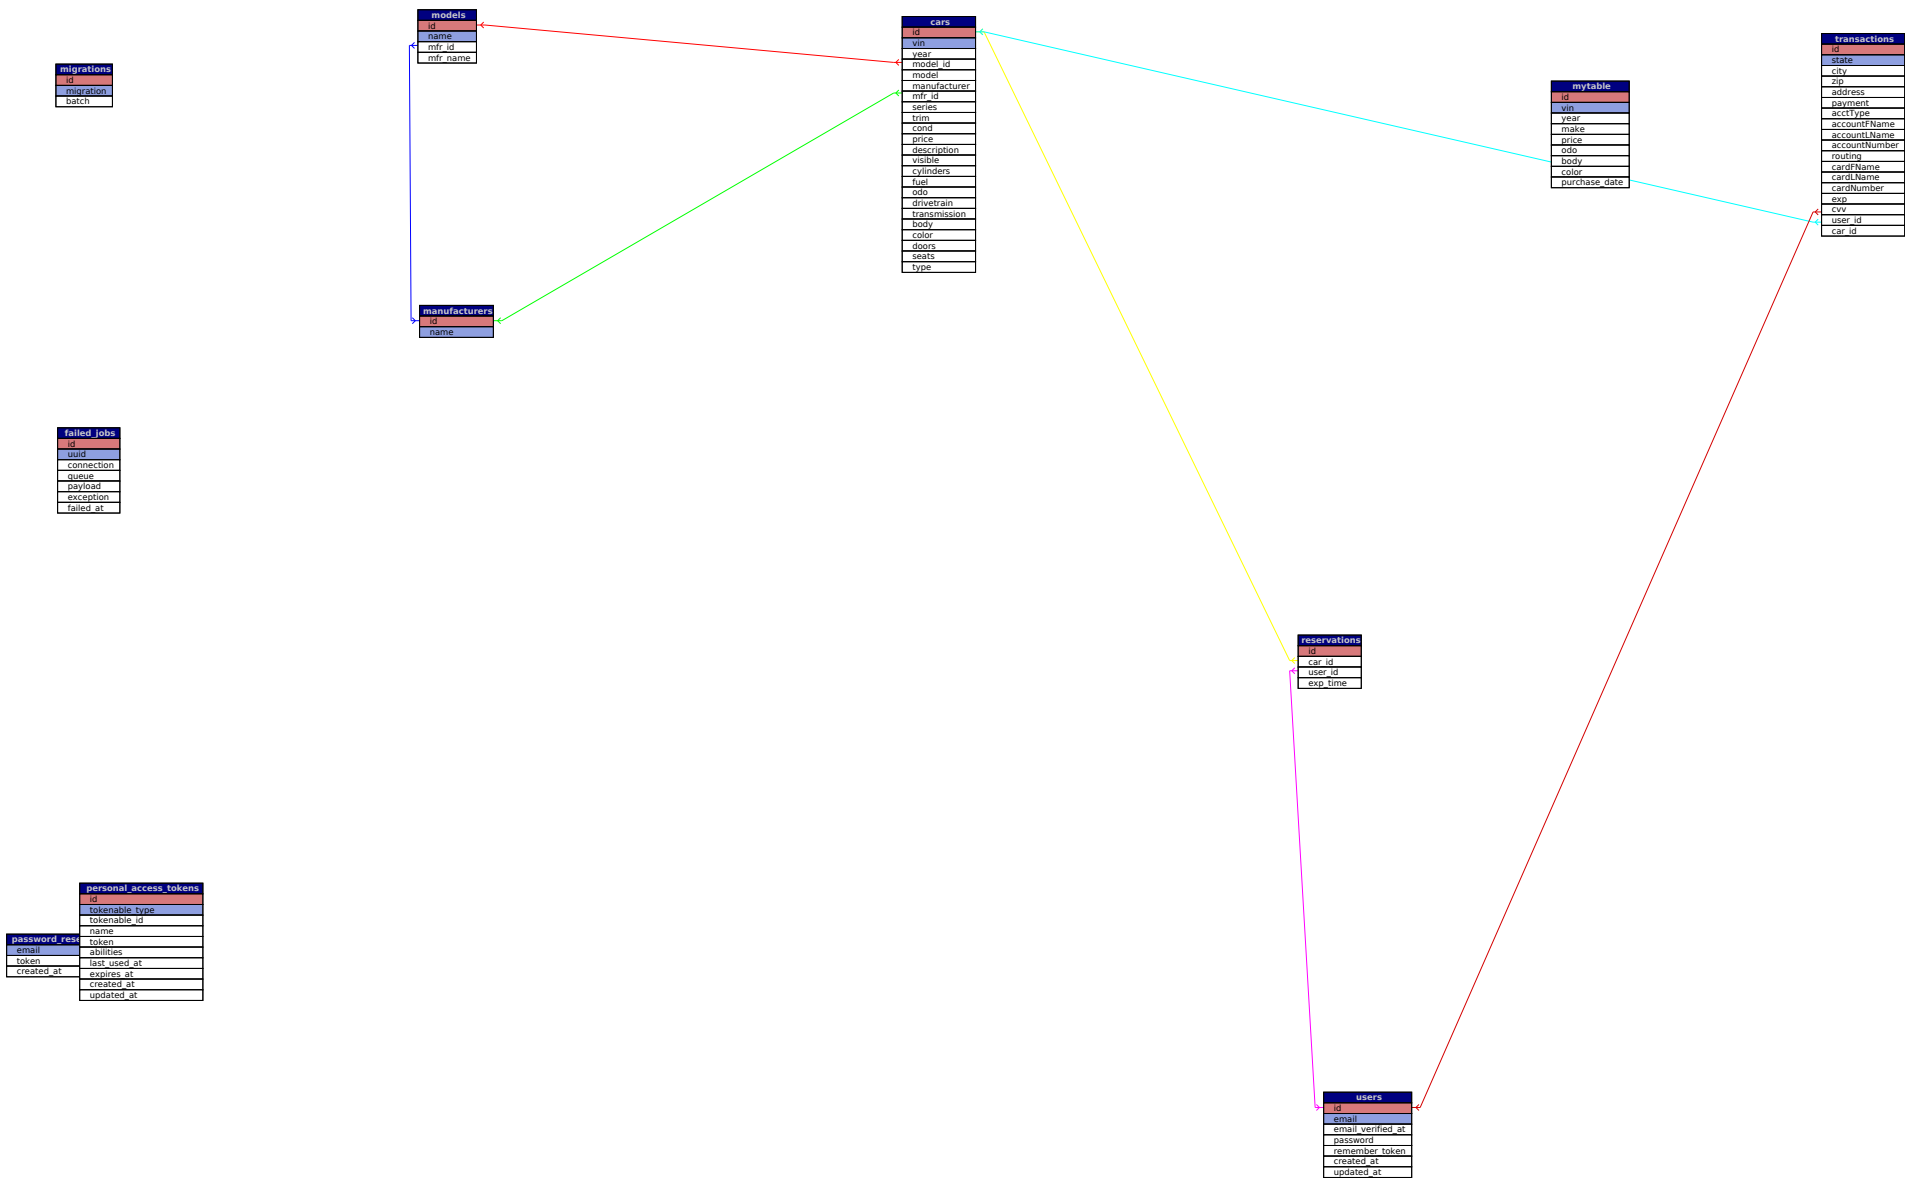 models
id
name
mfr_id
mfr_name
cars
id
vin
year
model_id
model
manufacturer
mfr_id
series
trim
cond
price
description
visible
cylinders
fuel
odo
drivetrain
transmission
body
color
doors
seats
type
transactions
id
state
city
zip
address
payment
acctType
accountFName
accountLName
accountNumber
routing
cardFName
cardLName
cardNumber
exp
cvv
user_id
car_id
migrations
id
migration
batch
mytable
id
vin
year
make
price
odo
body
color
purchase_date
manufacturers
id
name
failed_jobs
id
uuid
connection
queue
payload
exception
failed_at
reservations
id
car_id
user_id
exp_time
personal_access_tokens
id
tokenable_type
tokenable_id
name
token
abilities
last_used_at
expires_at
created_at
updated_at
password_rese
email
token
created_at
users
id
email
email_verified_at
password
remember_token
created_at
updated_at